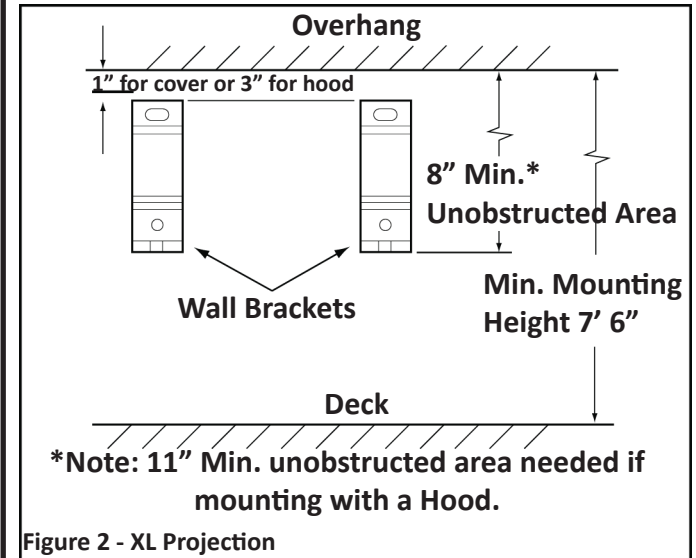 Overhang
1” for cover or 3” for hood
8” Min.*
Unobstructed Area
Wall Brackets
Min. Mounting
Height 7’ 6”
Deck
*Note: 11” Min. unobstructed area needed if
mounting with a Hood.
Figure 2 - XL Projection